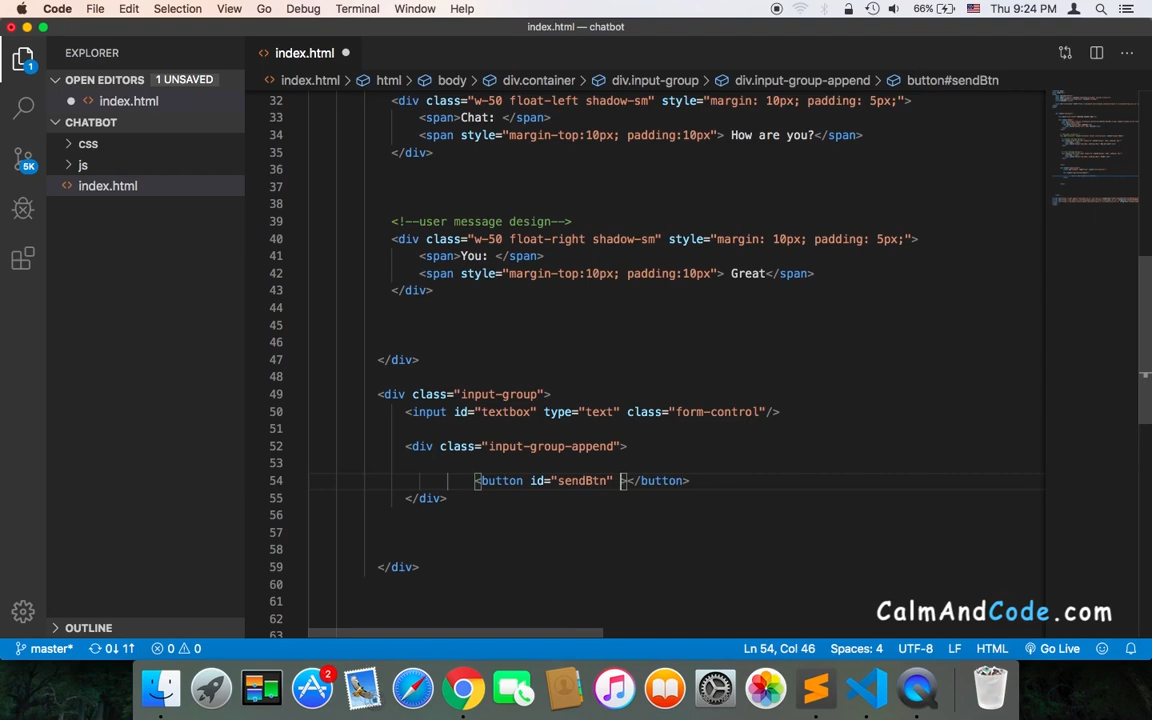 Code File Edit Selection View Go Debug Terminal Window Help 66% Thu 9:24 PM
index.html — chatbot
EXPLORER
index.html
OPEN EDITORS 1 UNSAVED
index.html
CHATBOT
css
js
index.html
OUTLINE
1
5K
index.html > html > body > div.container > div.input-group > div.input-group-append > button#sendBtn
32 <div class="w-50 float-left shadow-sm" style="margin: 10px; padding: 5px;">
33 <span>Chat: </span>
34 <span style="margin-top:10px; padding:10px"> How are you?</span>
35 </div>
36
37
38
39 <!--user message design-->
40 <div class="w-50 float-right shadow-sm" style="margin: 10px; padding: 5px;">
41 <span>You: </span>
42 <span style="margin-top:10px; padding:10px"> Great</span>
43 </div>
44
45
46
47 </div>
48
49 <div class="input-group">
50 <input id="textbox" type="text" class="form-control"/>
51
52 <div class="input-group-append">
53
54 <button id="sendBtn" ></button>
55 </div>
56
57
58
59 </div>
60
61
62
63
CalmAndCode.com
master* 0↓ 1↑ 0 0 Ln 54, Col 46 Spaces: 4 UTF-8 LF HTML Go Live
2